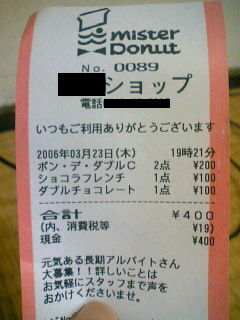 mister
Donut
No. 0089
ショップ
電話
いつもご利用ありがとうございます
2006年03月23日(木) 19時21分
ポン・デ・ダブルC 2点 ¥200
ショコラフレンチ 1点 ¥100
ダブルチョコレート 1点 ¥100
合計 ¥400
(内、消費税等 ¥19)
現金 ¥400
元気ある長期アルバイトさん
大募集!!詳しいことは
お気軽にスタッフまで声を
おかけくださいませ。